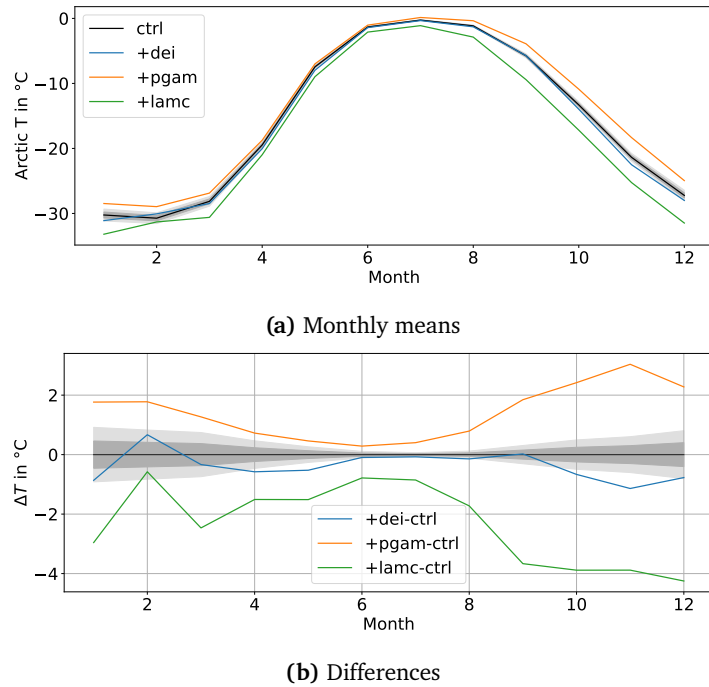 0
−10
−20
−30
Arctic T in °C
ctrl
+dei
+pgam
+lamc
2 4 6 8 10 12
Month
(a) Monthly means
2
0
−2
−4
ΔT in °C
+dei-ctrl
+pgam-ctrl
+lamc-ctrl
2 4 6 8 10 12
Month
(b) Differences